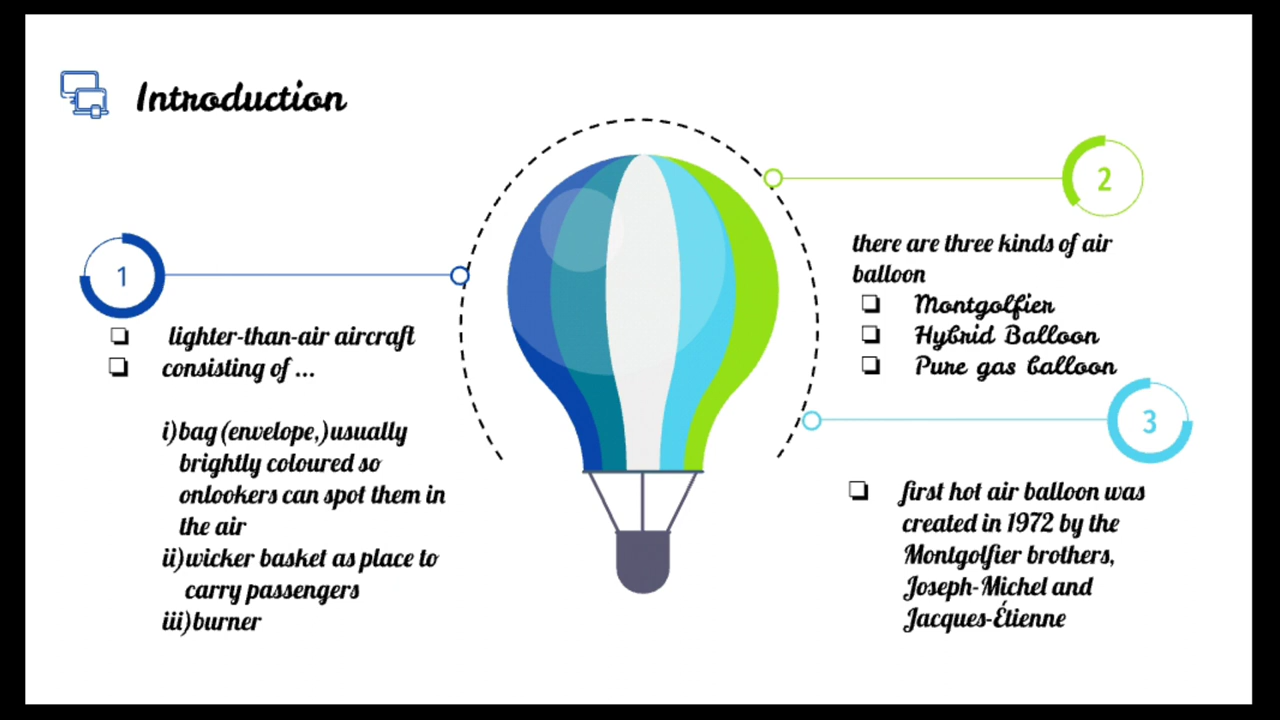 Introduction
1
lighter-than-air aircraft
consisting of ...
i)bag(envelope,)usually
brightly coloured so
onlookers can spot them in
the air
ii)wicker basket as place to
carry passengers
iii)burner
2
there are three kinds of air
balloon
Montgolfier
Hybrid Balloon
Pure gas balloon
3
first hot air balloon was
created in 1972 by the
Montgolfier brothers,
Joseph-Michel and
Jacques-Étienne